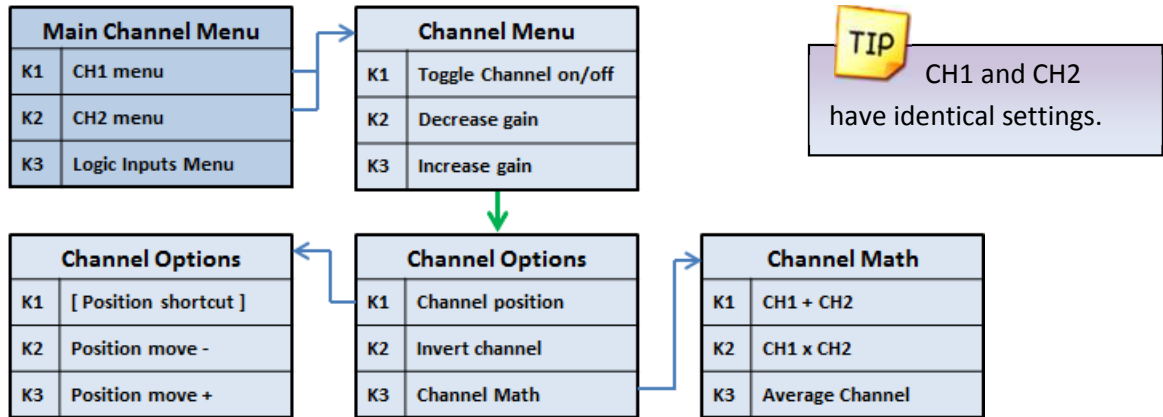 Main Channel Menu
K1 CH1 menu
K2 CH2 menu
K3 Logic Inputs Menu
Channel Menu
K1 Toggle Channel on/off
K2 Decrease gain
K3 Increase gain
TIP
CH1 and CH2
have identical settings.
Channel Options
K1 [ Position shortcut ]
K2 Position move -
K3 Position move +
Channel Options
K1 Channel position
K2 Invert channel
K3 Channel Math
Channel Math
K1 CH1 + CH2
K2 CH1 x CH2
K3 Average Channel